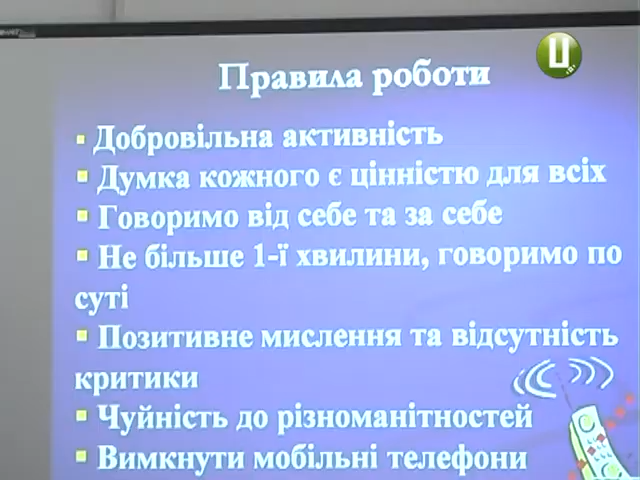 Ц
Правила роботи
Добровільна активність
Думка кожного є цінністю для всіх
Говоримо від себе та за себе
Не більше 1-ї хвилини, говоримо по
суті
Позитивне мислення та відсутність
критики
Чуйність до різноманітностей
Вимкнути мобільні телефони